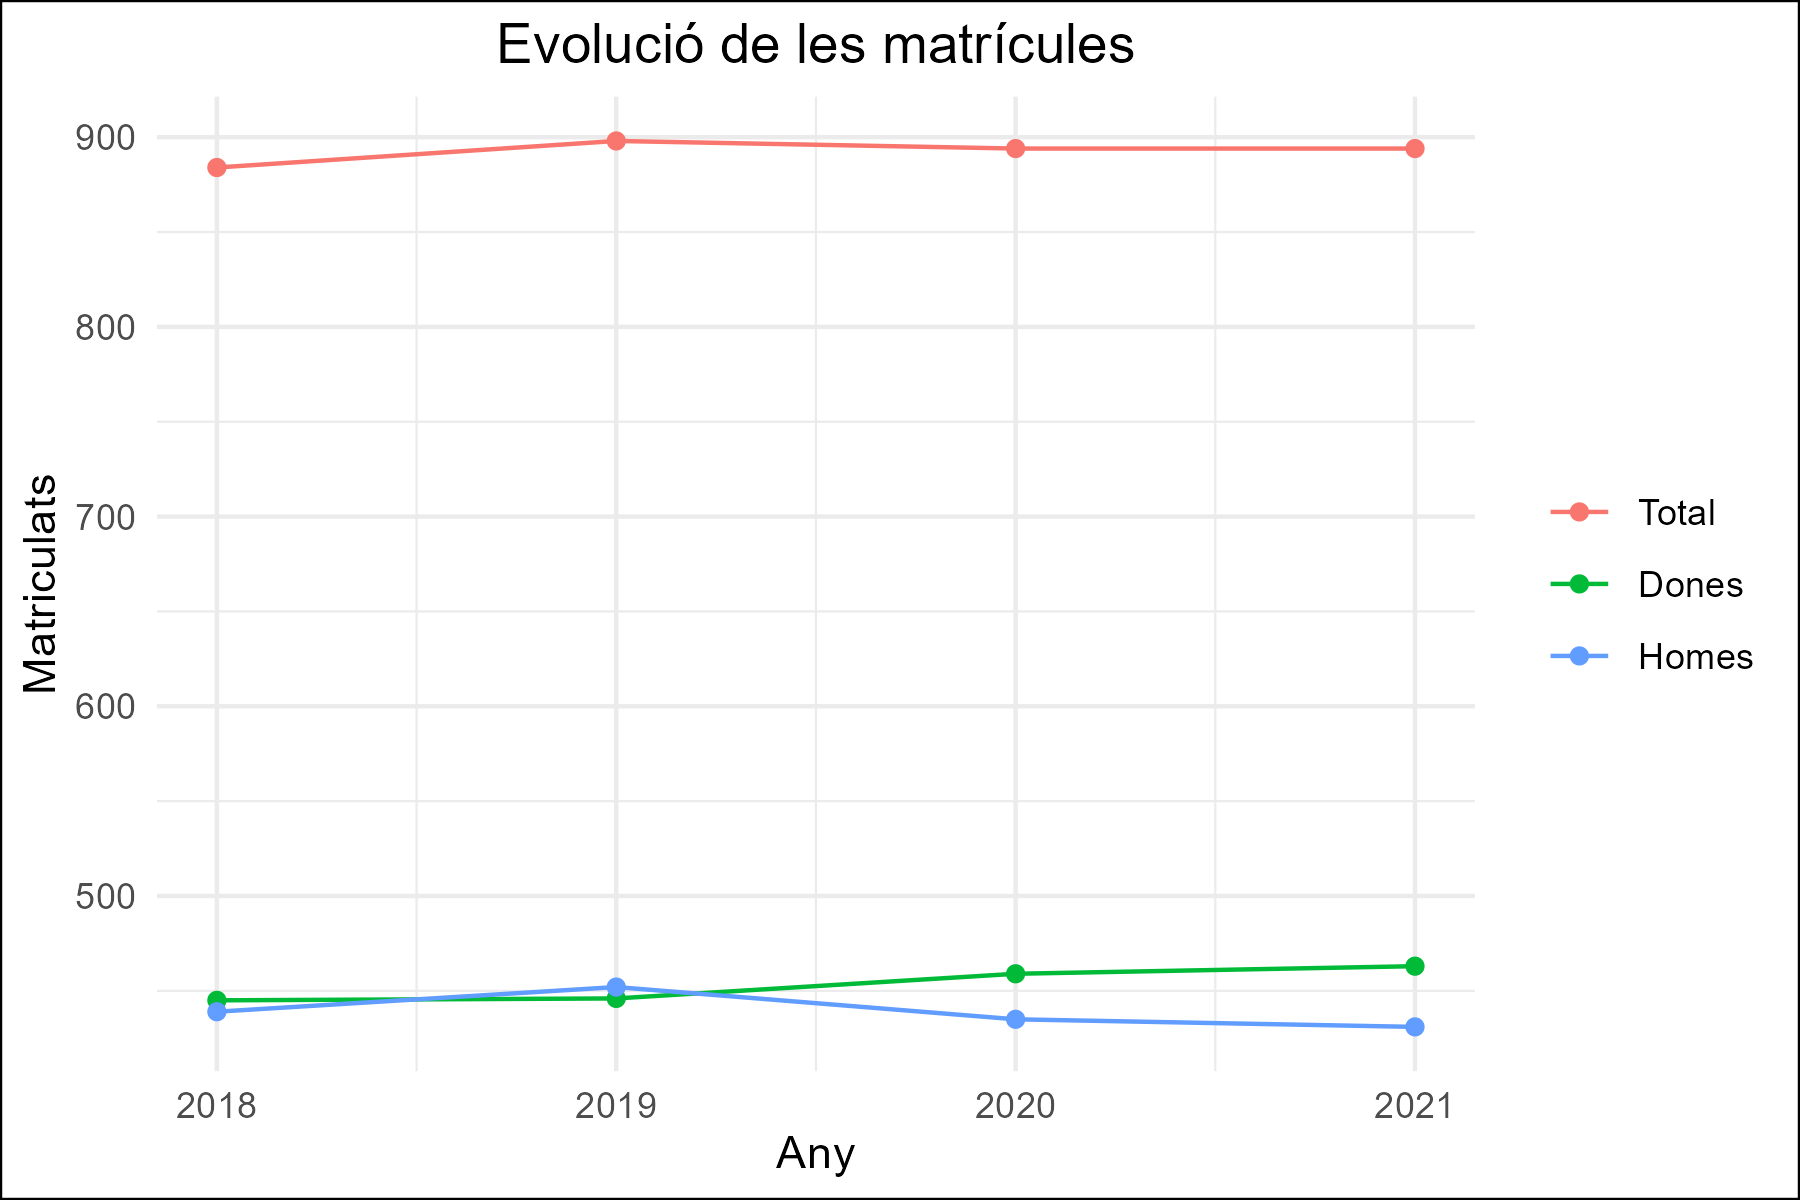 Evolució de les matrícules
Matriculats
900
800
700
600
500
2018
2019
2020
2021
Any
Total
Dones
Homes